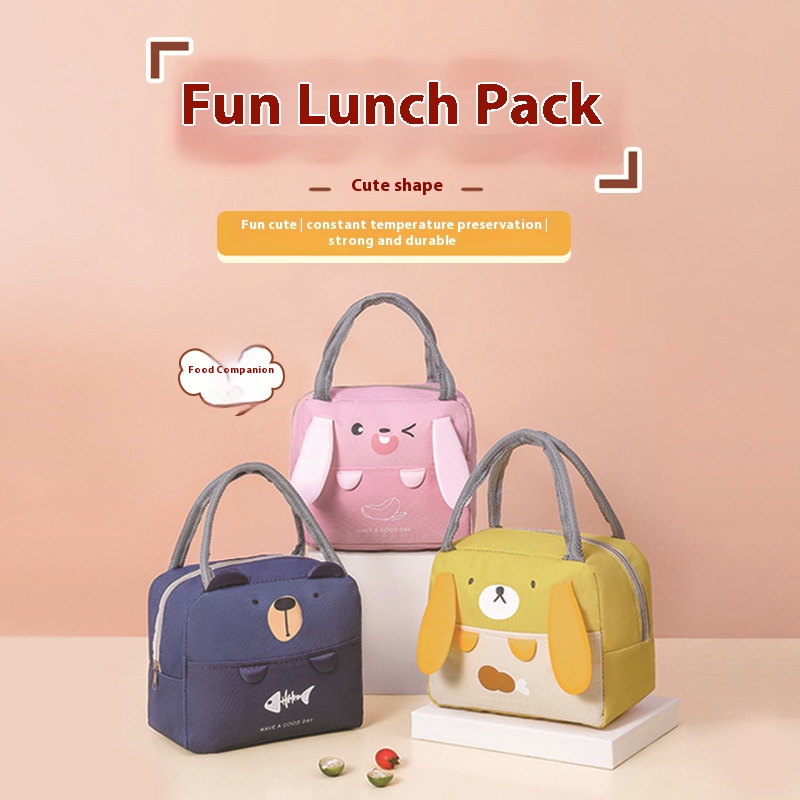 Fun Lunch Pack
Cute shape
Fun cute | constant temperature preservation |
strong and durable
Food Companion
HAVE A GOOD DAY
HAVE A GOOD DAY